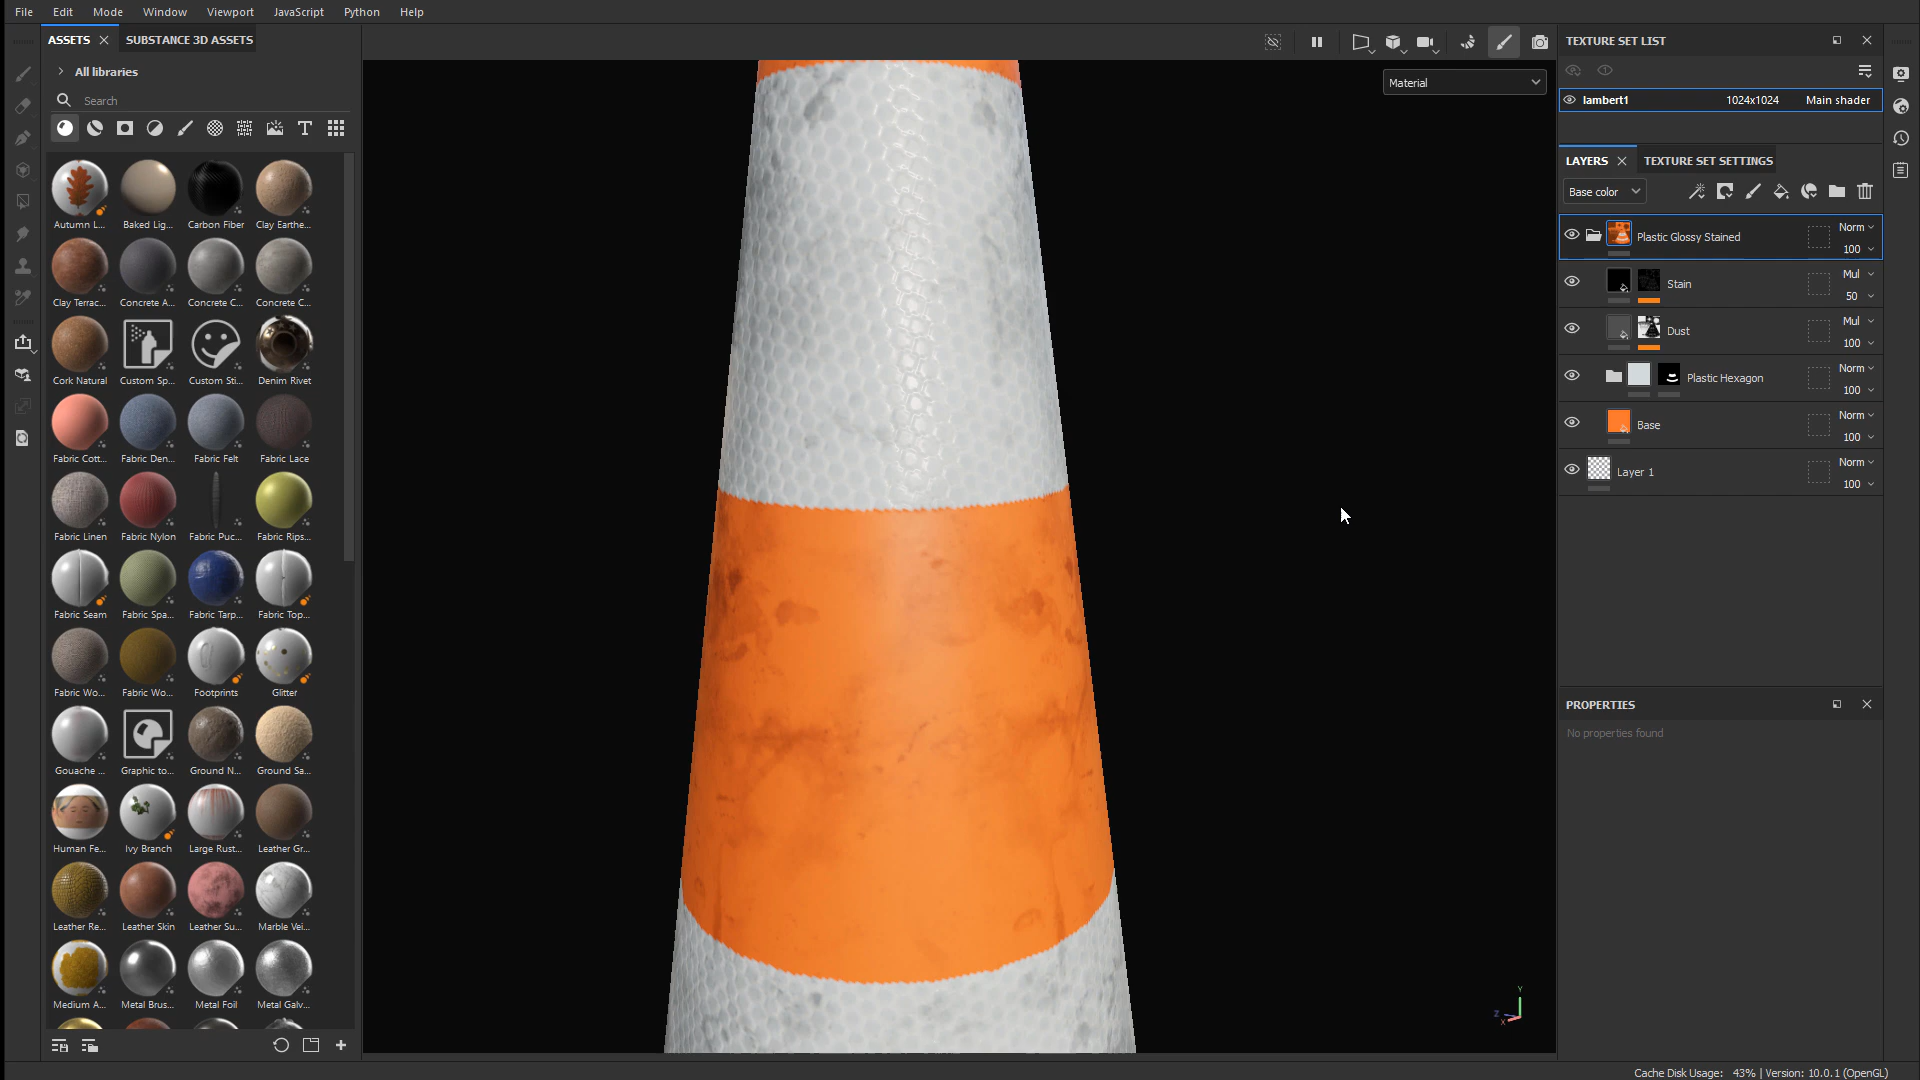 File Edit Mode Window Viewport JavaScript Python Help
ASSETS SUBSTANCE 3D ASSETS
All libraries
Search
Autumn L... Baked Lig... Carbon Fiber Clay Earthe...
Clay Terrac... Concrete A... Concrete C... Concrete C...
Cork Natural Custom Sp... Custom Sti... Denim Rivet
Fabric Cott... Fabric Den... Fabric Felt Fabric Lace
Fabric Linen Fabric Nylon Fabric Puc... Fabric Rips...
Fabric Seam Fabric Spa... Fabric Tarp... Fabric Top...
Fabric Wo... Fabric Wo... Footprints Glitter
Gouache ... Graphic to... Ground N... Ground Sa...
Human Fe... Ivy Branch Large Rust... Leather Gr...
Leather Re... Leather Skin Leather Su... Marble Vei...
Medium A... Metal Brus... Metal Foil Metal Galv...
Material
Y
Z
X
TEXTURE SET LIST
lambert1 1024x1024 Main shader
LAYERS TEXTURE SET SETTINGS
Base color
Plastic Glossy Stained Norm
100
Stain Mul
50
Dust Mul
100
Plastic Hexagon Norm
100
Base Norm
100
Layer 1 Norm
100
PROPERTIES
No properties found
Cache Disk Usage: 43% | Version: 10.0.1 (OpenGL)